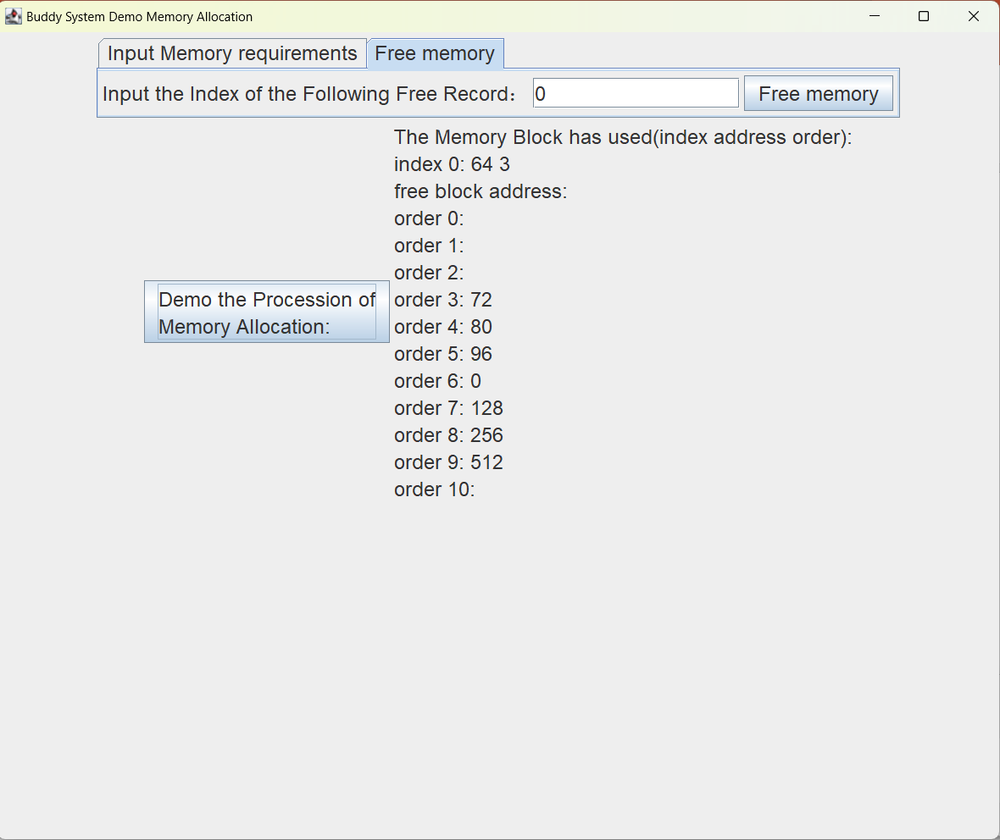 Buddy System Demo Memory Allocation
Input Memory requirements
Free memory
Input the Index of the Following Free Record：
0
Free memory
Demo the Procession of
Memory Allocation:
The Memory Block has used(index address order):
index 0: 64 3
free block address:
order 0:
order 1:
order 2:
order 3: 72
order 4: 80
order 5: 96
order 6: 0
order 7: 128
order 8: 256
order 9: 512
order 10: